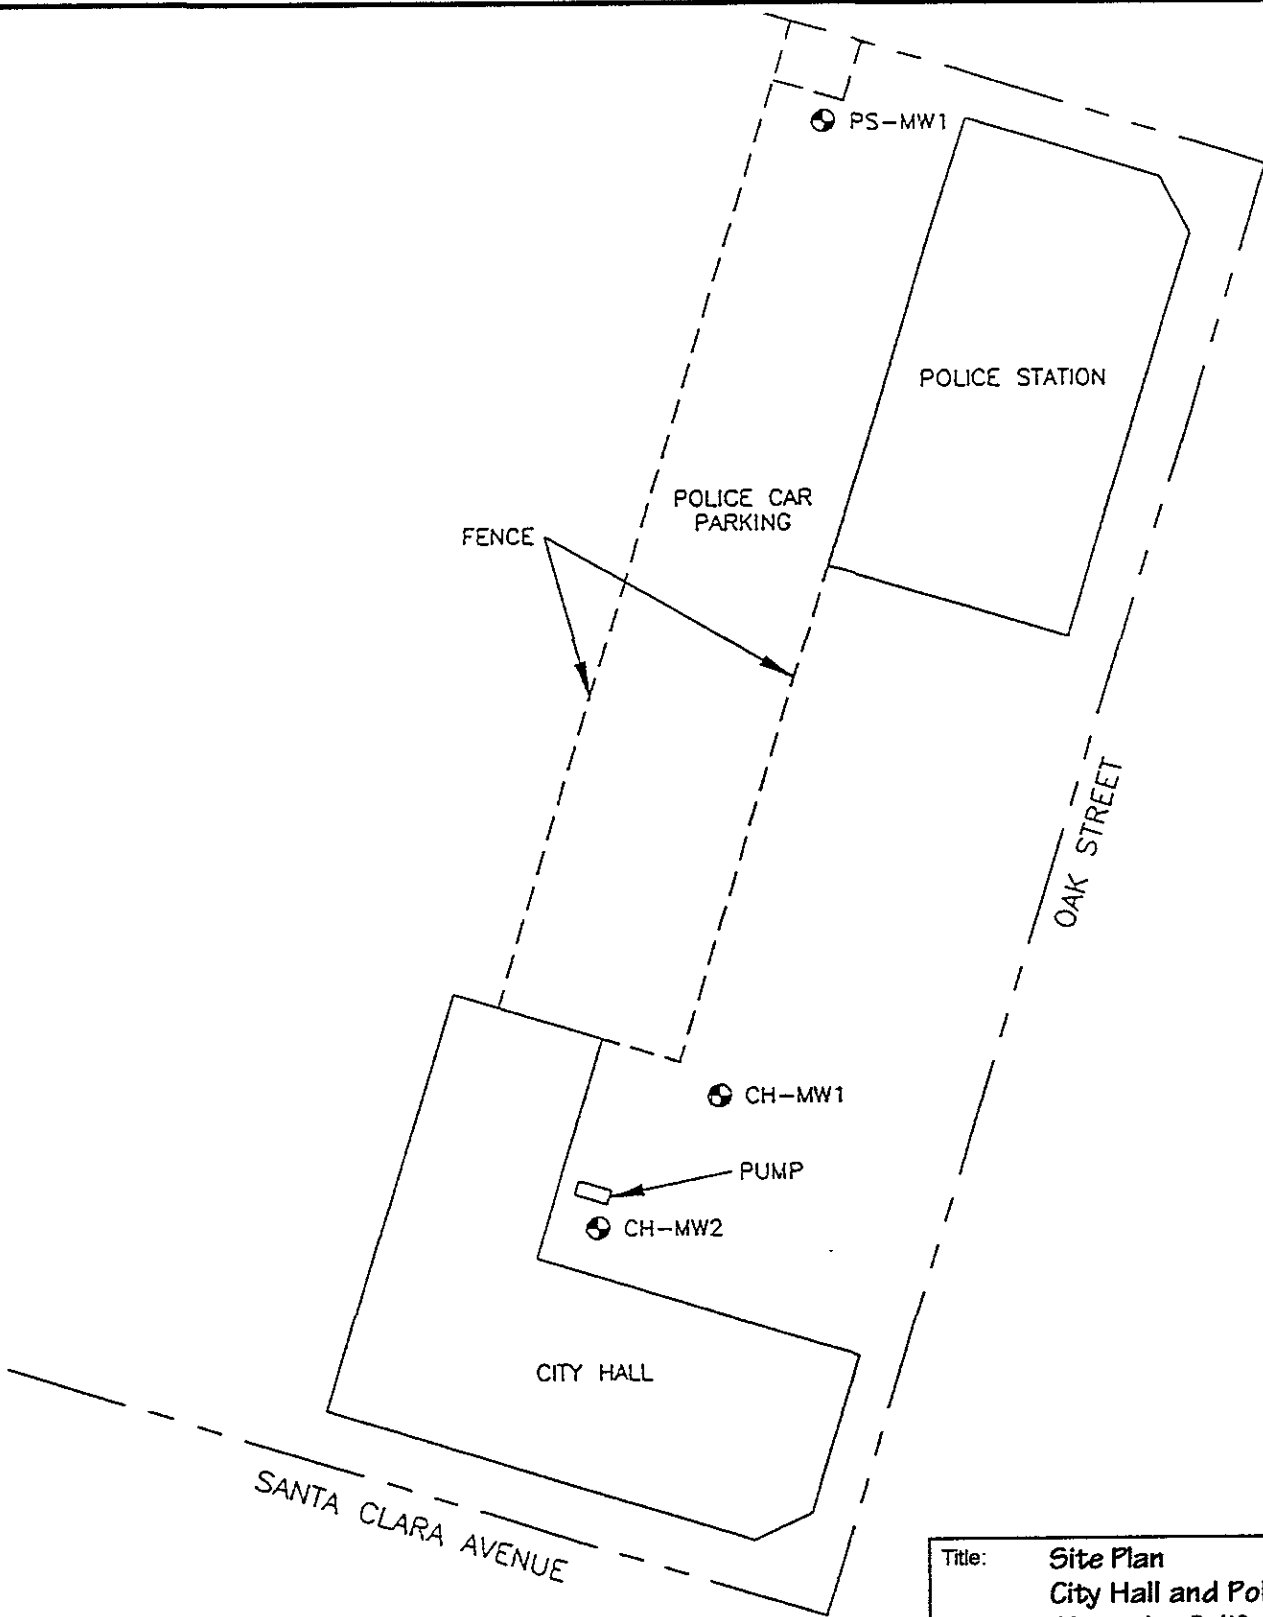 PS-MW1
POLICE STATION
POLICE CAR
PARKING
FENCE
OAK STREET
CH-MW1
PUMP
CH-MW2
CITY HALL
SANTA CLARA AVENUE
Title: Site Plan
City Hall and